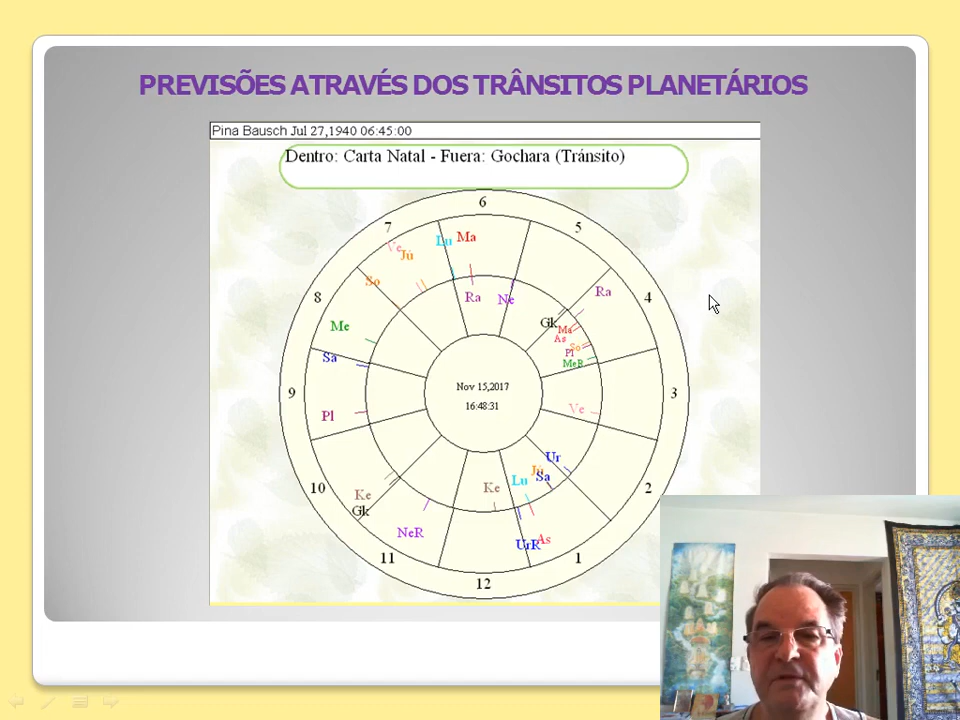 PREVISÕES ATRAVÉS DOS TRÂNSITOS PLANETÁRIOS
Pina Bausch Jul 27,1940 06:45:00
Dentro: Carta Natal - Fuera: Gochara (Tránsito)
6
7
5
Lu Ma
Ve Jú
So
Ra Ne
Ra
8
4
Gk
Me
Ma
As
So
Pl
Sa
MeR
Nov 15,2017
9
3
16:48:31
Pl
Ve
Ur
Jú
Lu Sa
10
Ke
Ke
2
Gk
NeR
UrR As
11
1
12